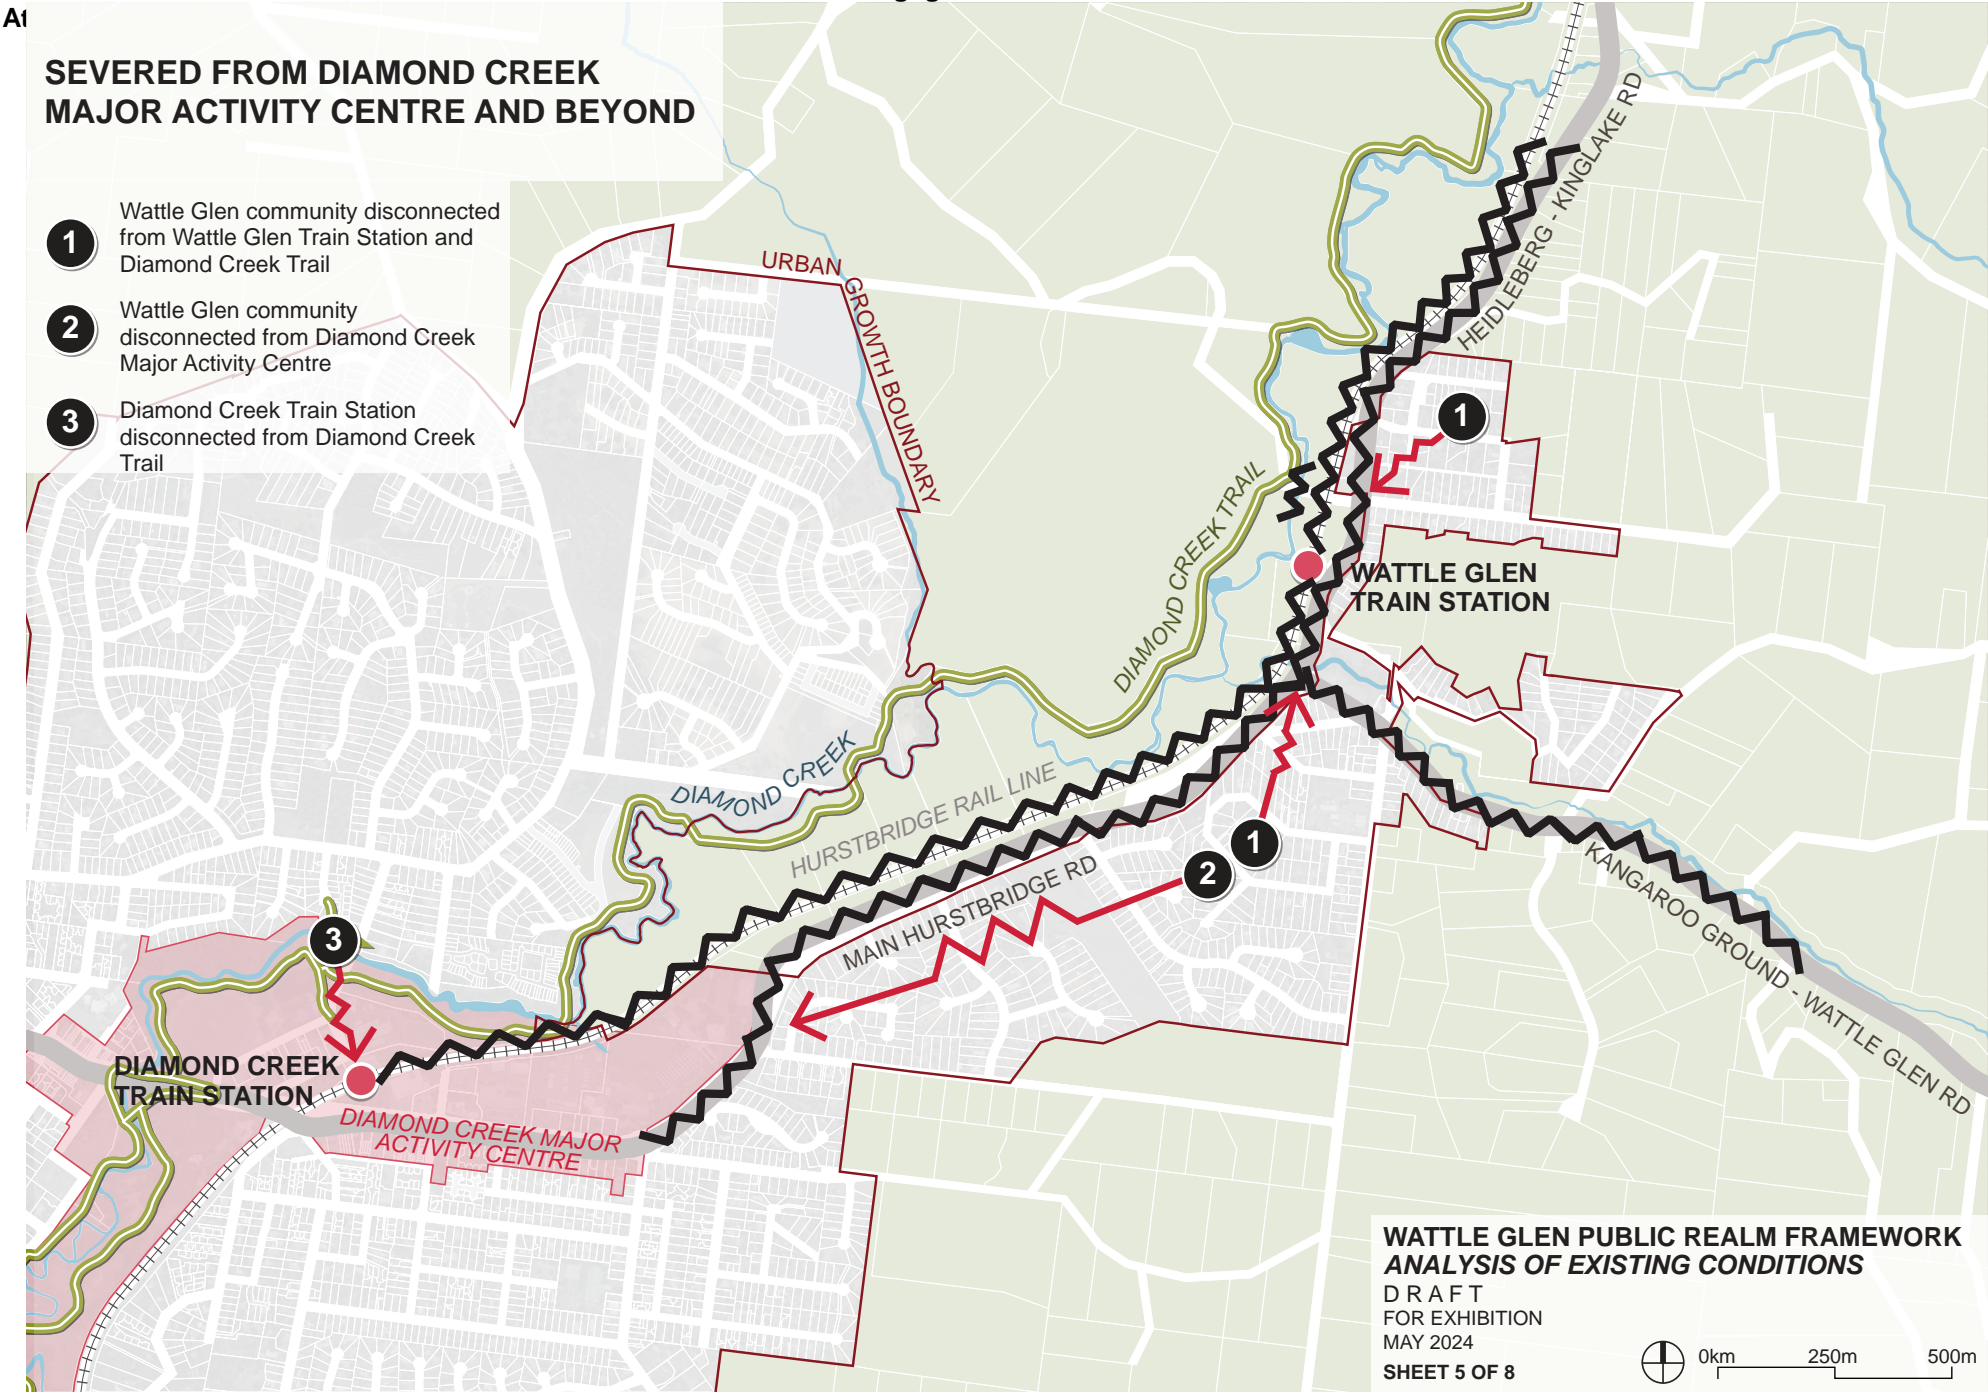 SEVERED FROM DIAMOND CREEK
MAJOR ACTIVITY CENTRE AND BEYOND
1
Wattle Glen community disconnected
from Wattle Glen Train Station and
Diamond Creek Trail
2
Wattle Glen community
disconnected from Diamond Creek
Major Activity Centre
3
Diamond Creek Train Station
disconnected from Diamond Creek
Trail
URBAN GROWTH BOUNDARY
HEIDLEBERG - KINGLAKE RD
1
DIAMOND CREEK TRAIL
WATTLE GLEN
TRAIN STATION
DIAMOND CREEK
HURSTBRIDGE RAIL LINE
MAIN HURSTBRIDGE RD
1
2
KANGAROO GROUND - WATTLE GLEN RD
3
DIAMOND CREEK
TRAIN STATION
DIAMOND CREEK MAJOR
ACTIVITY CENTRE
WATTLE GLEN PUBLIC REALM FRAMEWORK
ANALYSIS OF EXISTING CONDITIONS
DRAFT
FOR EXHIBITION
MAY 2024
SHEET 5 OF 8
0km 250m 500m